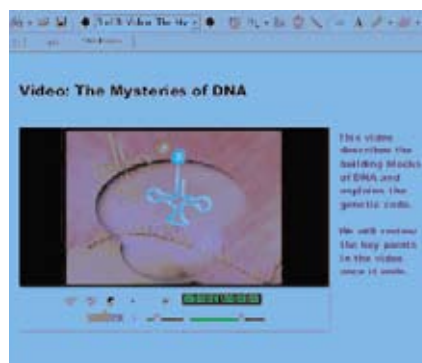 Video: The Mysteries of DNA
This video
describes the
building blocks
of DNA and
explains the
genetic code.
We will review
the key points
in the video
once it ends.